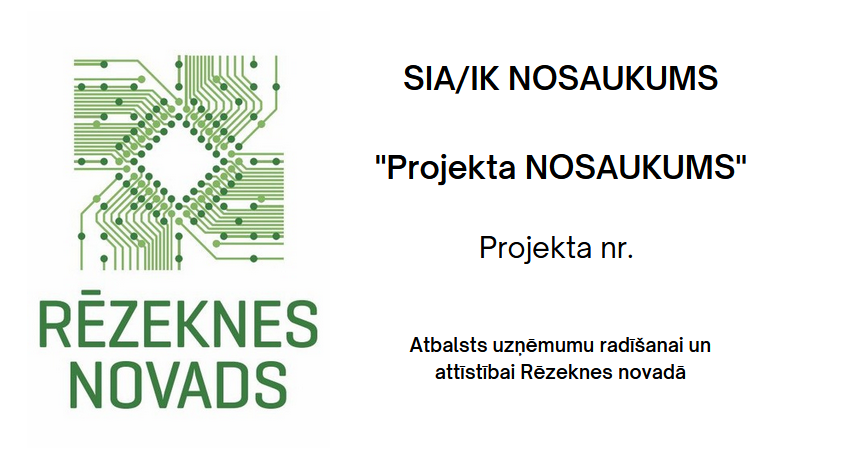 RĒZEKNES
NOVADS
SIA/IK NOSAUKUMS
"Projekta NOSAUKUMS"
Projekta nr.
Atbalsts uzņēmumu radīšanai un
attīstībai Rēzeknes novadā